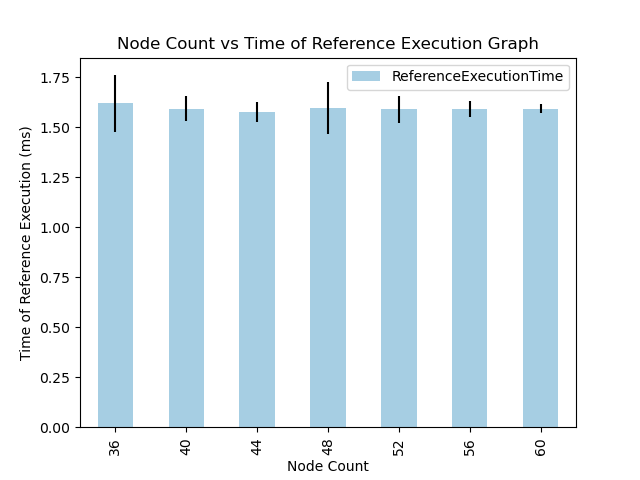 Node Count vs Time of Reference Execution Graph
ReferenceExecutionTime
Time of Reference Execution (ms)
1.75
1.50
1.25
1.00
0.75
0.50
0.25
0.00
36 40 44 48 52 56 60
Node Count